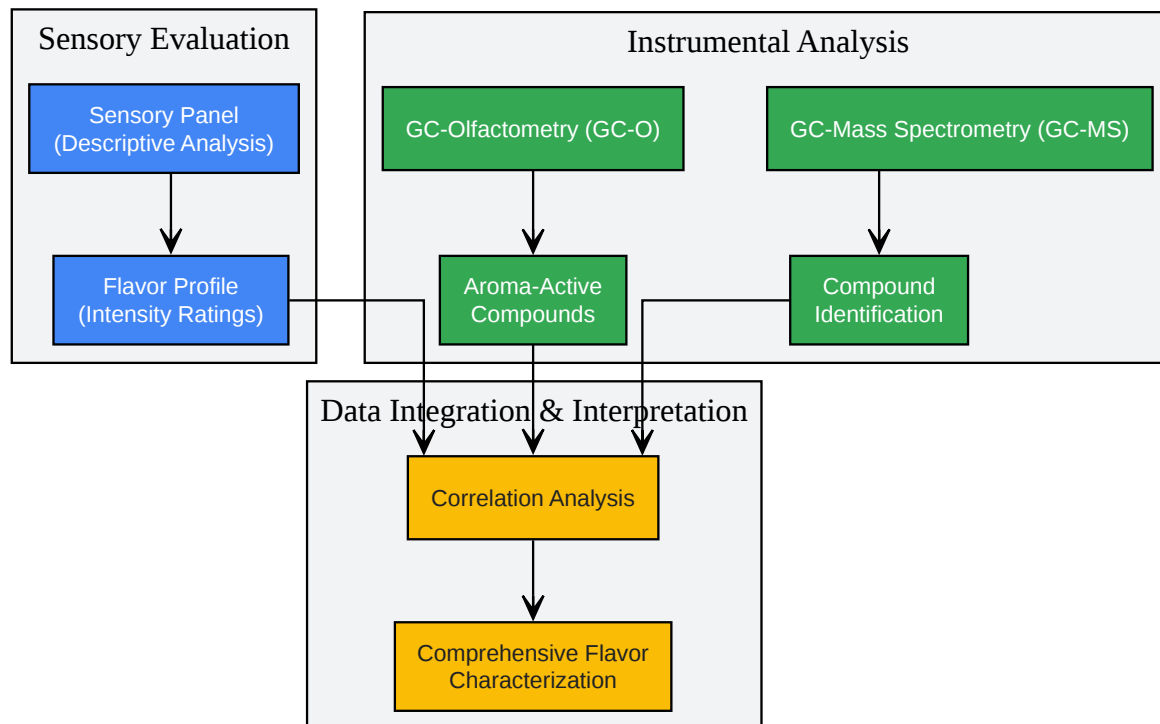 Sensory Evaluation
Sensory Panel
(Descriptive Analysis)
Flavor Profile
(Intensity Ratings)
Instrumental Analysis
GC-Olfactometry (GC-O)
GC-Mass Spectrometry (GC-MS)
Aroma-Active
Compounds
Compound
Identification
Data Integration & Interpretation
Correlation Analysis
Comprehensive Flavor
Characterization